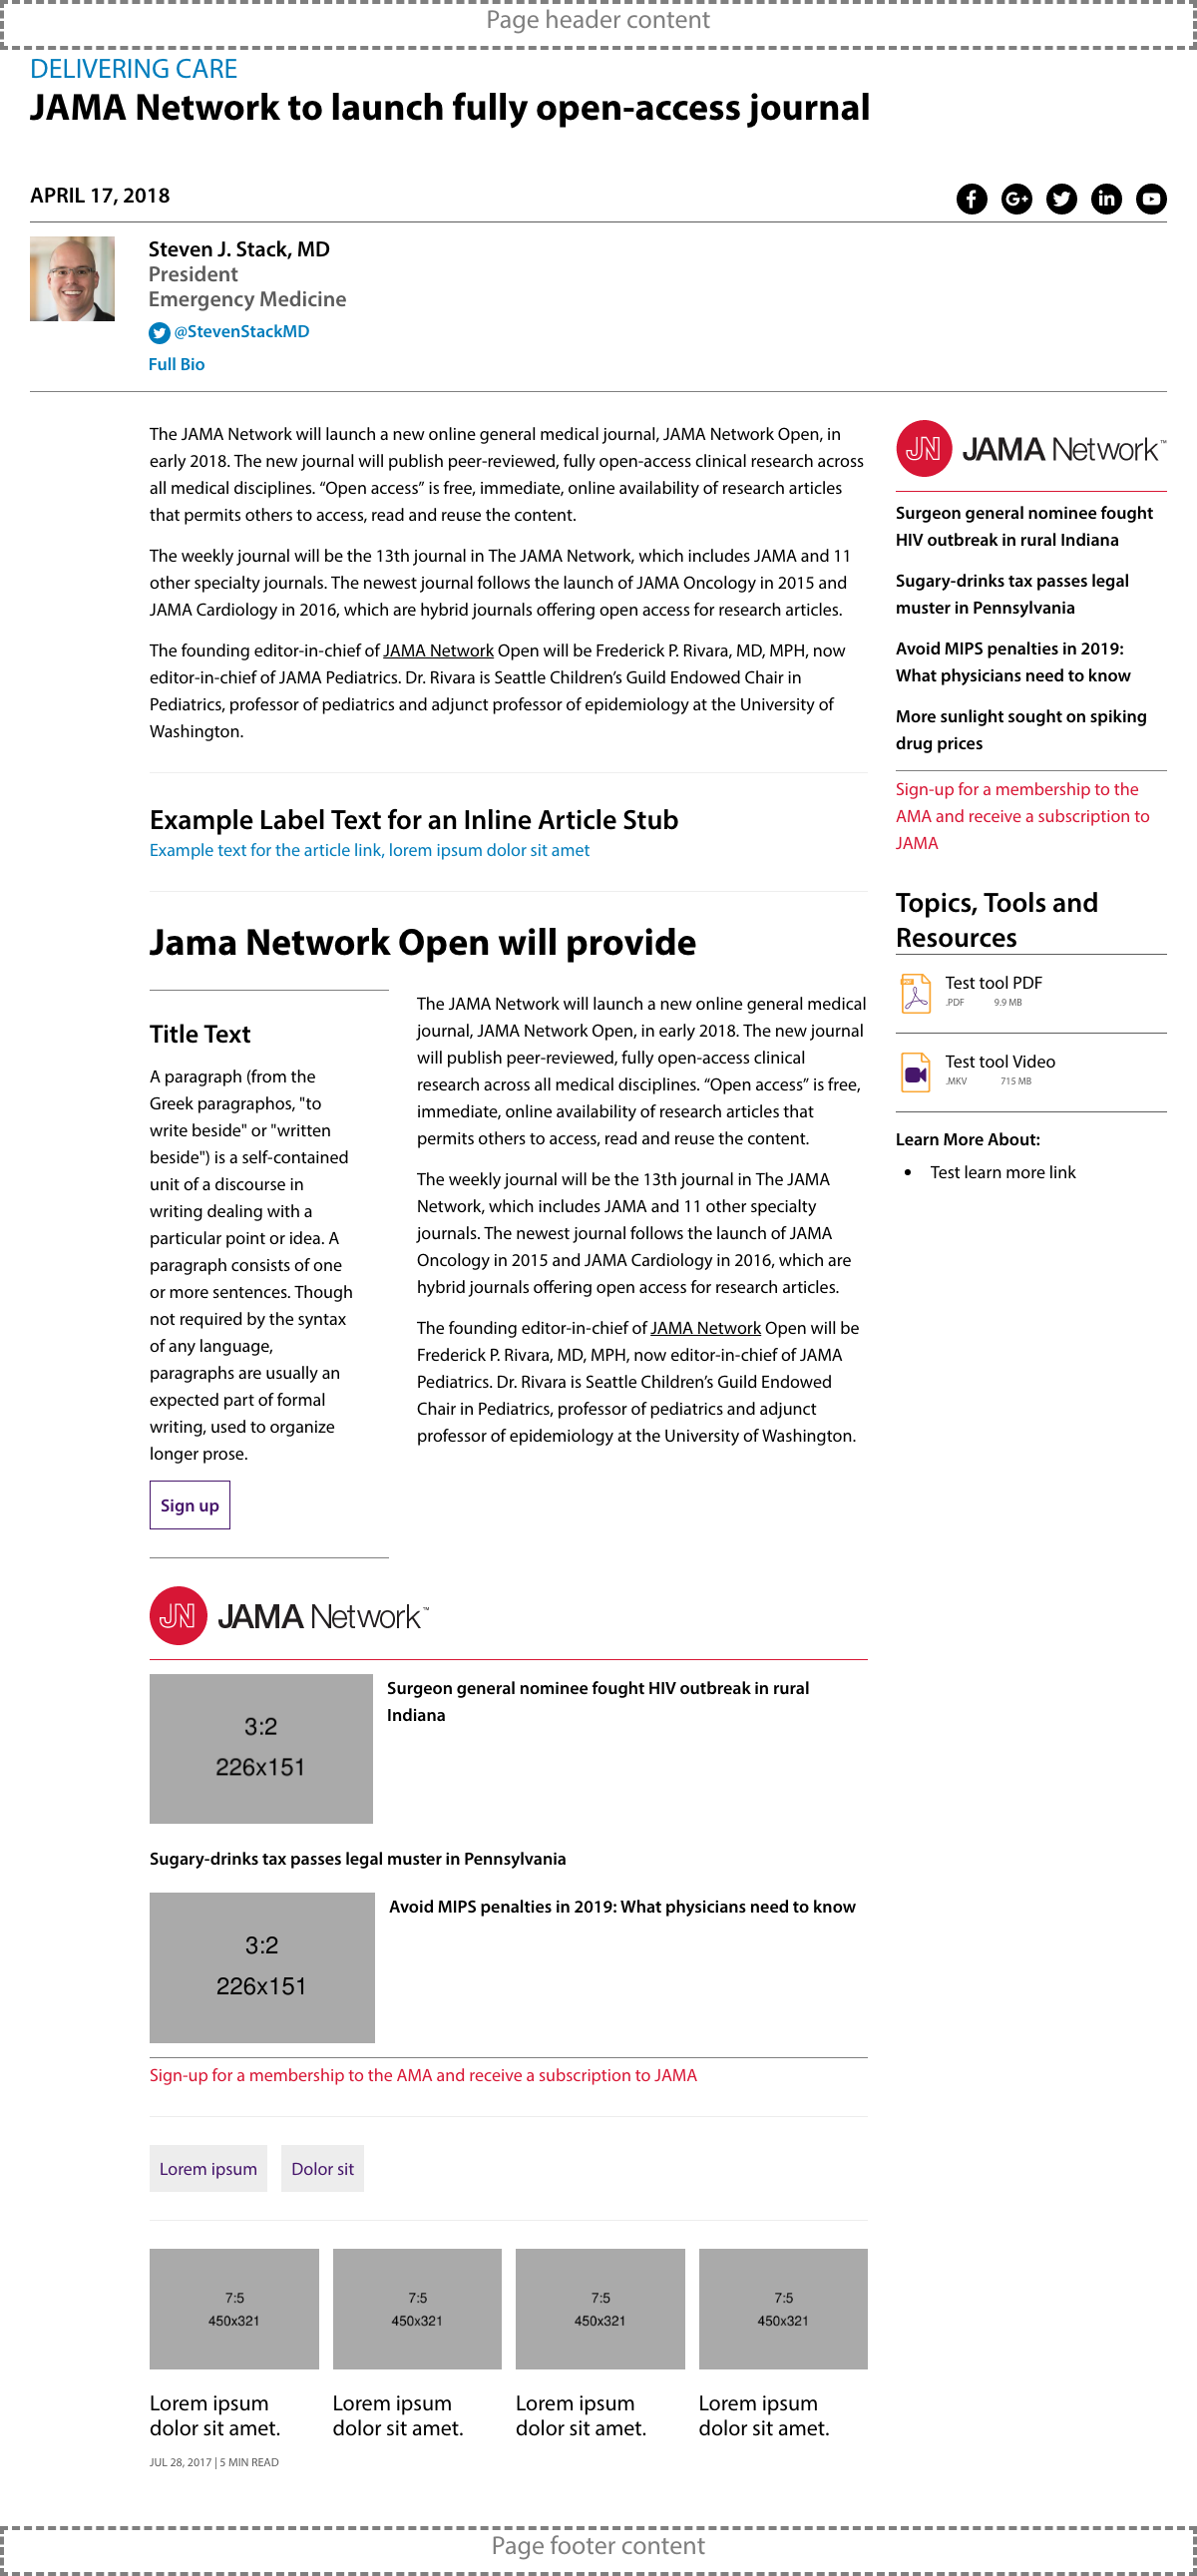 Page header content
DELIVERING CARE
JAMA Network to launch fully open-access journal
APRIL 17, 2018
Steven J. Stack, MD
President
Emergency Medicine
@StevenStackMD
Full Bio
The JAMA Network will launch a new online general medical journal, JAMA Network Open, in
early 2018. The new journal will publish peer-reviewed, fully open-access clinical research across
all medical disciplines. “Open access” is free, immediate, online availability of research articles
that permits others to access, read and reuse the content.
The weekly journal will be the 13th journal in The JAMA Network, which includes JAMA and 11
other specialty journals. The newest journal follows the launch of JAMA Oncology in 2015 and
JAMA Cardiology in 2016, which are hybrid journals offering open access for research articles.
The founding editor-in-chief of JAMA Network Open will be Frederick P. Rivara, MD, MPH, now
editor-in-chief of JAMA Pediatrics. Dr. Rivara is Seattle Children’s Guild Endowed Chair in
Pediatrics, professor of pediatrics and adjunct professor of epidemiology at the University of
Washington.
Example Label Text for an Inline Article Stub
Example text for the article link, lorem ipsum dolor sit amet
Jama Network Open will provide
Title Text
A paragraph (from the
Greek paragraphos, "to
write beside" or "written
beside") is a self-contained
unit of a discourse in
writing dealing with a
particular point or idea. A
paragraph consists of one
or more sentences. Though
not required by the syntax
of any language,
paragraphs are usually an
expected part of formal
writing, used to organize
longer prose.
Sign up
The JAMA Network will launch a new online general medical
journal, JAMA Network Open, in early 2018. The new journal
will publish peer-reviewed, fully open-access clinical
research across all medical disciplines. “Open access” is free,
immediate, online availability of research articles that
permits others to access, read and reuse the content.
The weekly journal will be the 13th journal in The JAMA
Network, which includes JAMA and 11 other specialty
journals. The newest journal follows the launch of JAMA
Oncology in 2015 and JAMA Cardiology in 2016, which are
hybrid journals offering open access for research articles.
The founding editor-in-chief of JAMA Network Open will be
Frederick P. Rivara, MD, MPH, now editor-in-chief of JAMA
Pediatrics. Dr. Rivara is Seattle Children’s Guild Endowed
Chair in Pediatrics, professor of pediatrics and adjunct
professor of epidemiology at the University of Washington.
JN JAMA Network™
Surgeon general nominee fought HIV outbreak in rural
Indiana
3:2
226x151
Sugary-drinks tax passes legal muster in Pennsylvania
Avoid MIPS penalties in 2019: What physicians need to know
3:2
226x151
Sign-up for a membership to the AMA and receive a subscription to JAMA
Lorem ipsum
Dolor sit
7:5
450x321
Lorem ipsum
dolor sit amet.
JUL 28, 2017 | 5 MIN READ
7:5
450x321
Lorem ipsum
dolor sit amet.
7:5
450x321
Lorem ipsum
dolor sit amet.
7:5
450x321
Lorem ipsum
dolor sit amet.
JN JAMA Network™
Surgeon general nominee fought
HIV outbreak in rural Indiana
Sugary-drinks tax passes legal
muster in Pennsylvania
Avoid MIPS penalties in 2019:
What physicians need to know
More sunlight sought on spiking
drug prices
Sign-up for a membership to the
AMA and receive a subscription to
JAMA
Topics, Tools and
Resources
Test tool PDF
.PDF 9.9 MB
Test tool Video
.MKV 715 MB
Learn More About:
Test learn more link
Page footer content